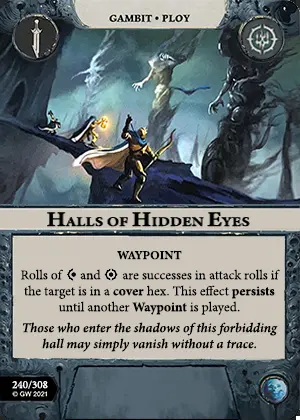 GAMBIT • PLOY
HALLS OF HIDDEN EYES
WAYPOINT
Rolls of and are successes in attack rolls if
the target is in a cover hex. This effect persists
until another Waypoint is played.
Those who enter the shadows of this forbidding
hall may simply vanish without a trace.
240/308
© GW 2021